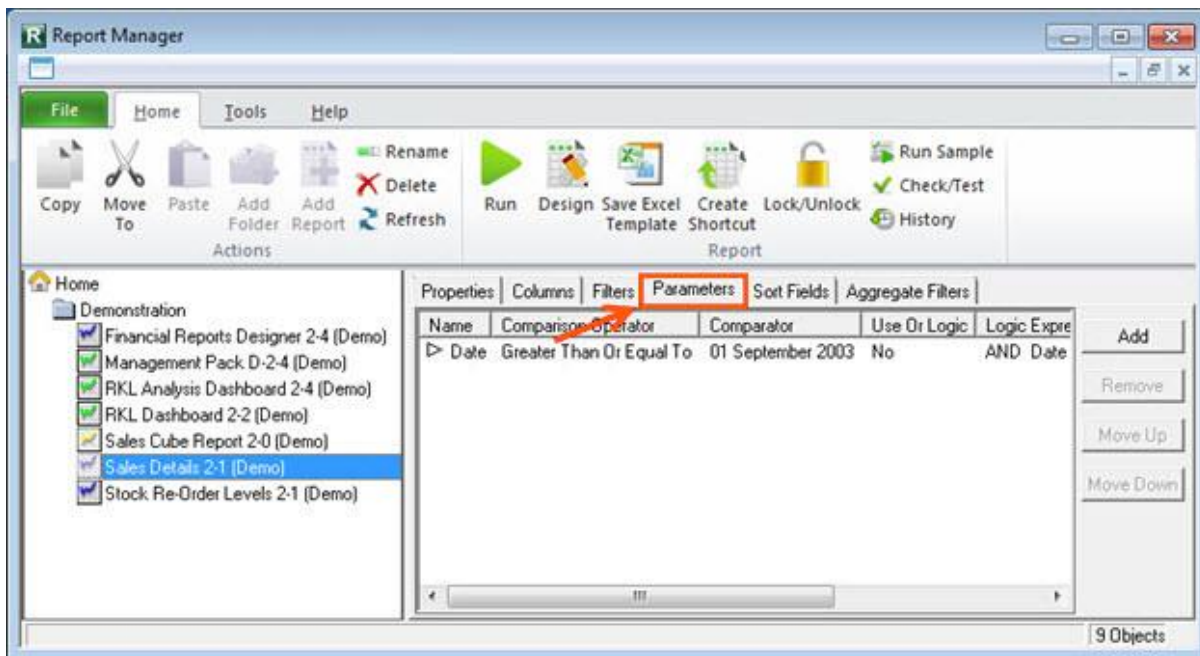 Report Manager
File Home Tools Help
Copy
Move To
Paste
Add Folder
Add Report
Rename
Delete
Refresh
Actions
Run
Design
Save Excel Template
Create Shortcut
Lock/Unlock
Run Sample
Check/Test
History
Report
Home
Demonstration
Financial Reports Designer 2-4 (Demo)
Management Pack D-2-4 (Demo)
RKL Analysis Dashboard 2-4 (Demo)
RKL Dashboard 2-2 (Demo)
Sales Cube Report 2-0 (Demo)
Sales Details 2-1 (Demo)
Stock Re-Order Levels 2-1 (Demo)
Properties Columns Filters Parameters Sort Fields Aggregate Filters
Name Comparison Operator Comparator Use Or Logic Logic Expre
Date Greater Than Or Equal To 01 September 2003 No AND Date
Add
Remove
Move Up
Move Down
9 Objects